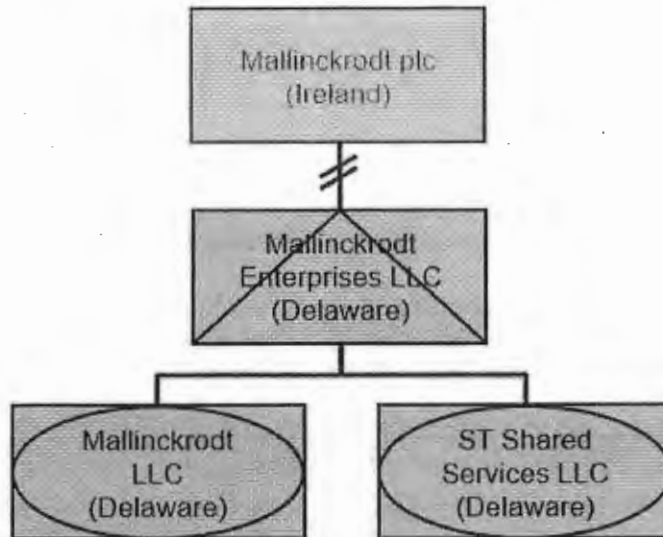 Mallinckrodt plc
(Ireland)
Mallinckrodt
Enterprises LLC
(Delaware)
Mallinckrodt
LLC
(Delaware)
ST Shared
Services LLC
(Delaware)